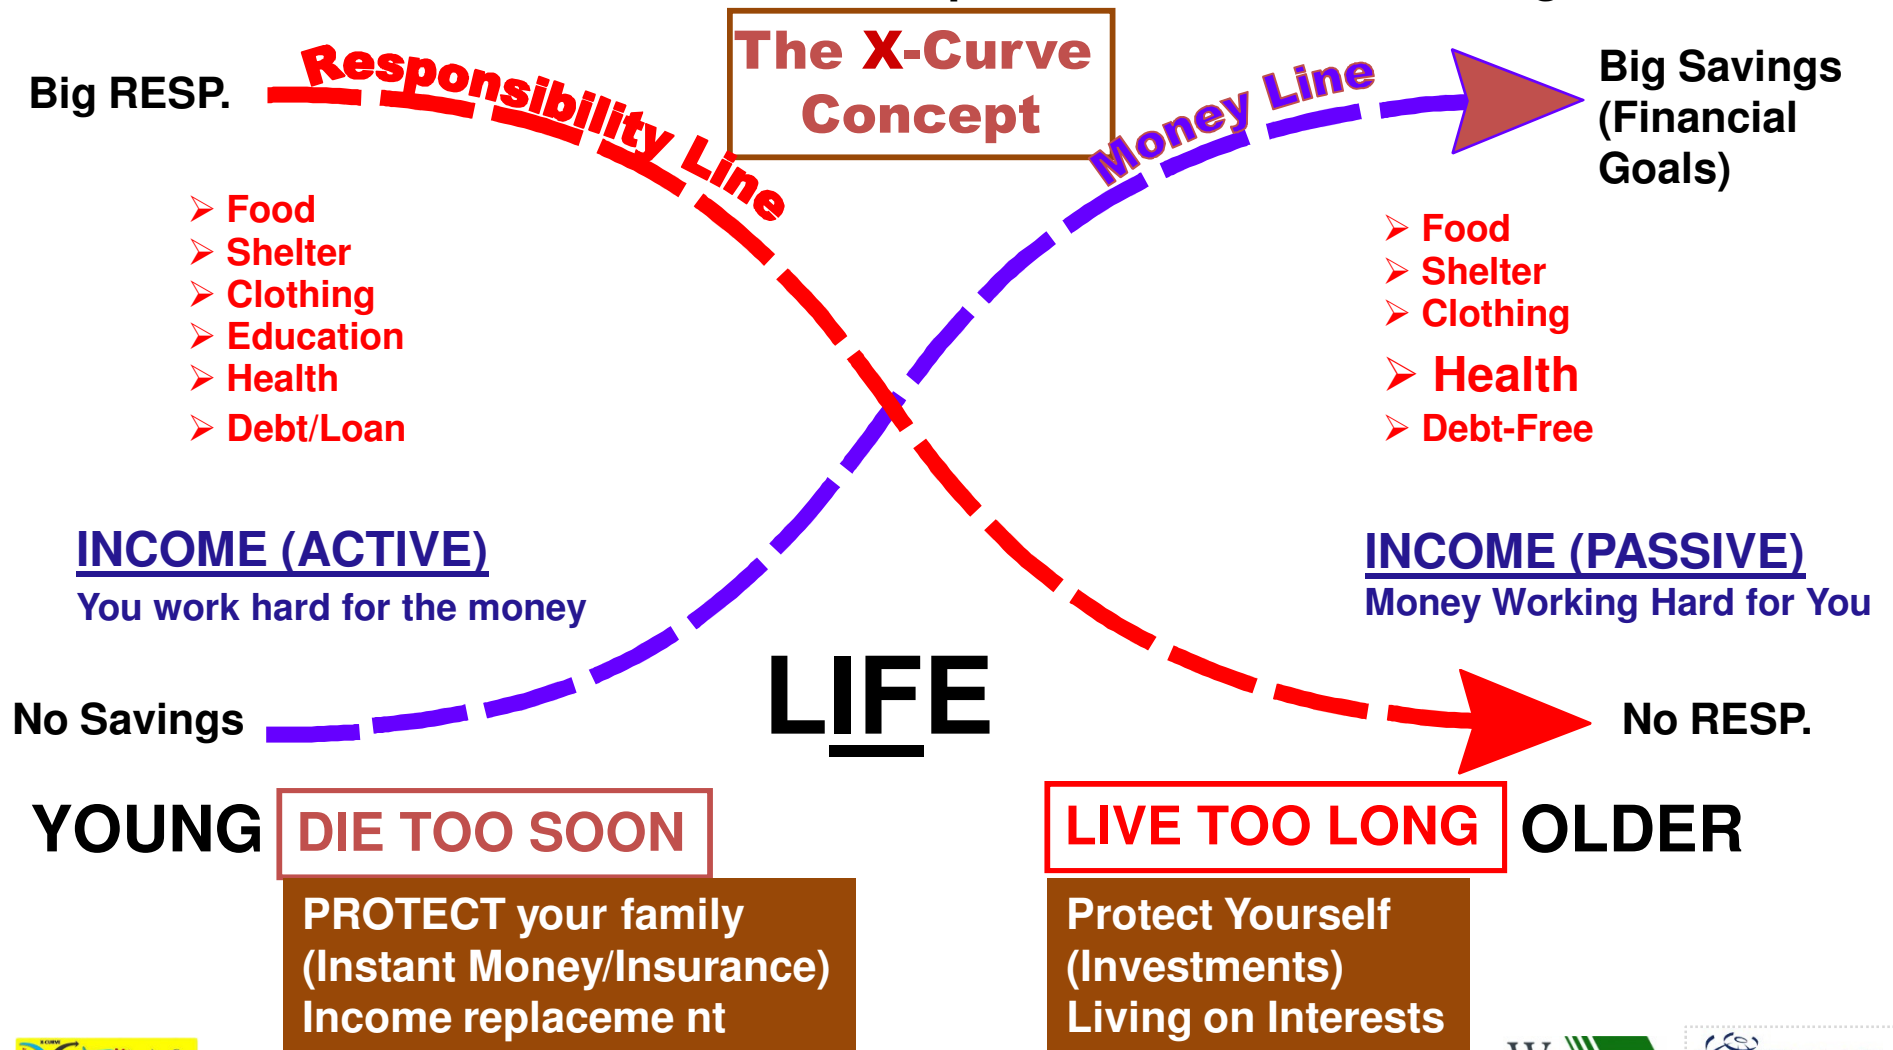 The X-Curve
Concept
Big RESP.
Responsibility Line
Money Line
Big Savings
(Financial
Goals)
➢ Food
➢ Shelter
➢ Clothing
➢ Education
➢ Health
➢ Debt/Loan
➢ Food
➢ Shelter
➢ Clothing
➢ Health
➢ Debt-Free
INCOME (ACTIVE)
You work hard for the money
INCOME (PASSIVE)
Money Working Hard for You
No Savings
LIFE
No RESP.
YOUNG
DIE TOO SOON
LIVE TOO LONG
OLDER
PROTECT your family
(Instant Money/Insurance)
Income replaceme nt
Protect Yourself
(Investments)
Living on Interests
X-CURVE
W